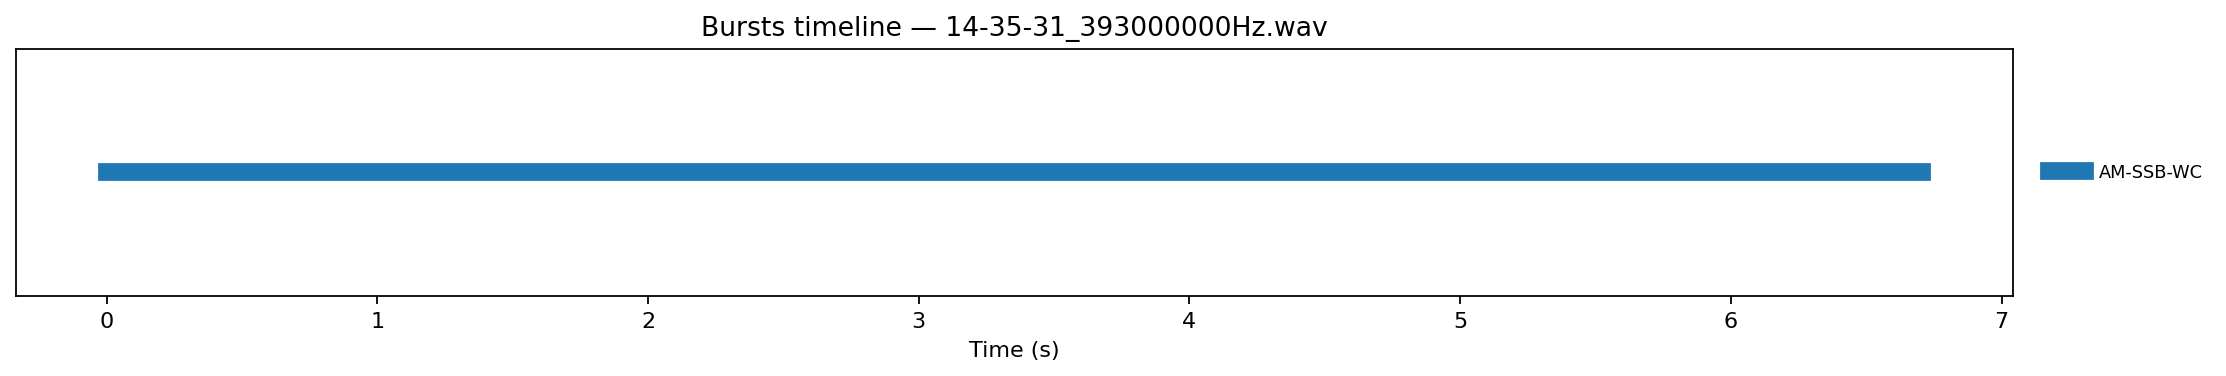 Bursts timeline — 14-35-31_393000000Hz.wav
AM-SSB-WC
0 1 2 3 4 5 6 7
Time (s)